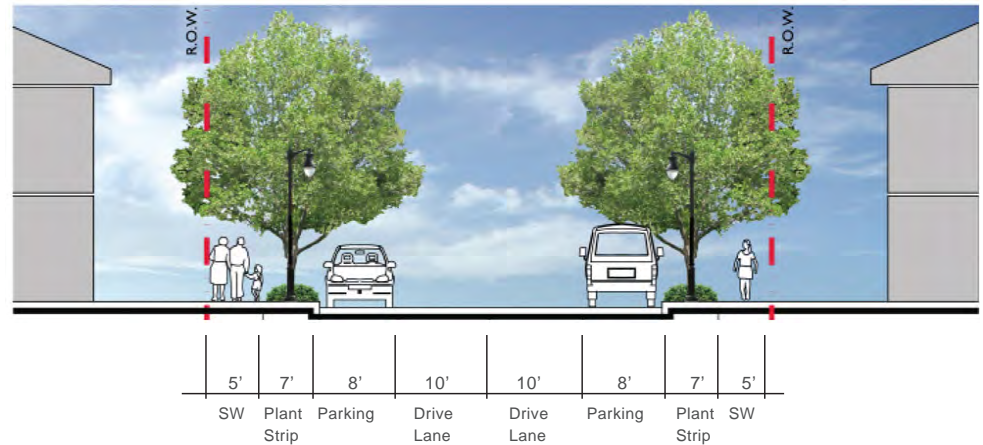 R.O.W.
R.O.W.
5’ 7’ 8’ 10’ 10’ 8’ 7’ 5’
SW Plant Parking Drive Drive Parking Plant SW
Strip Lane Lane Strip